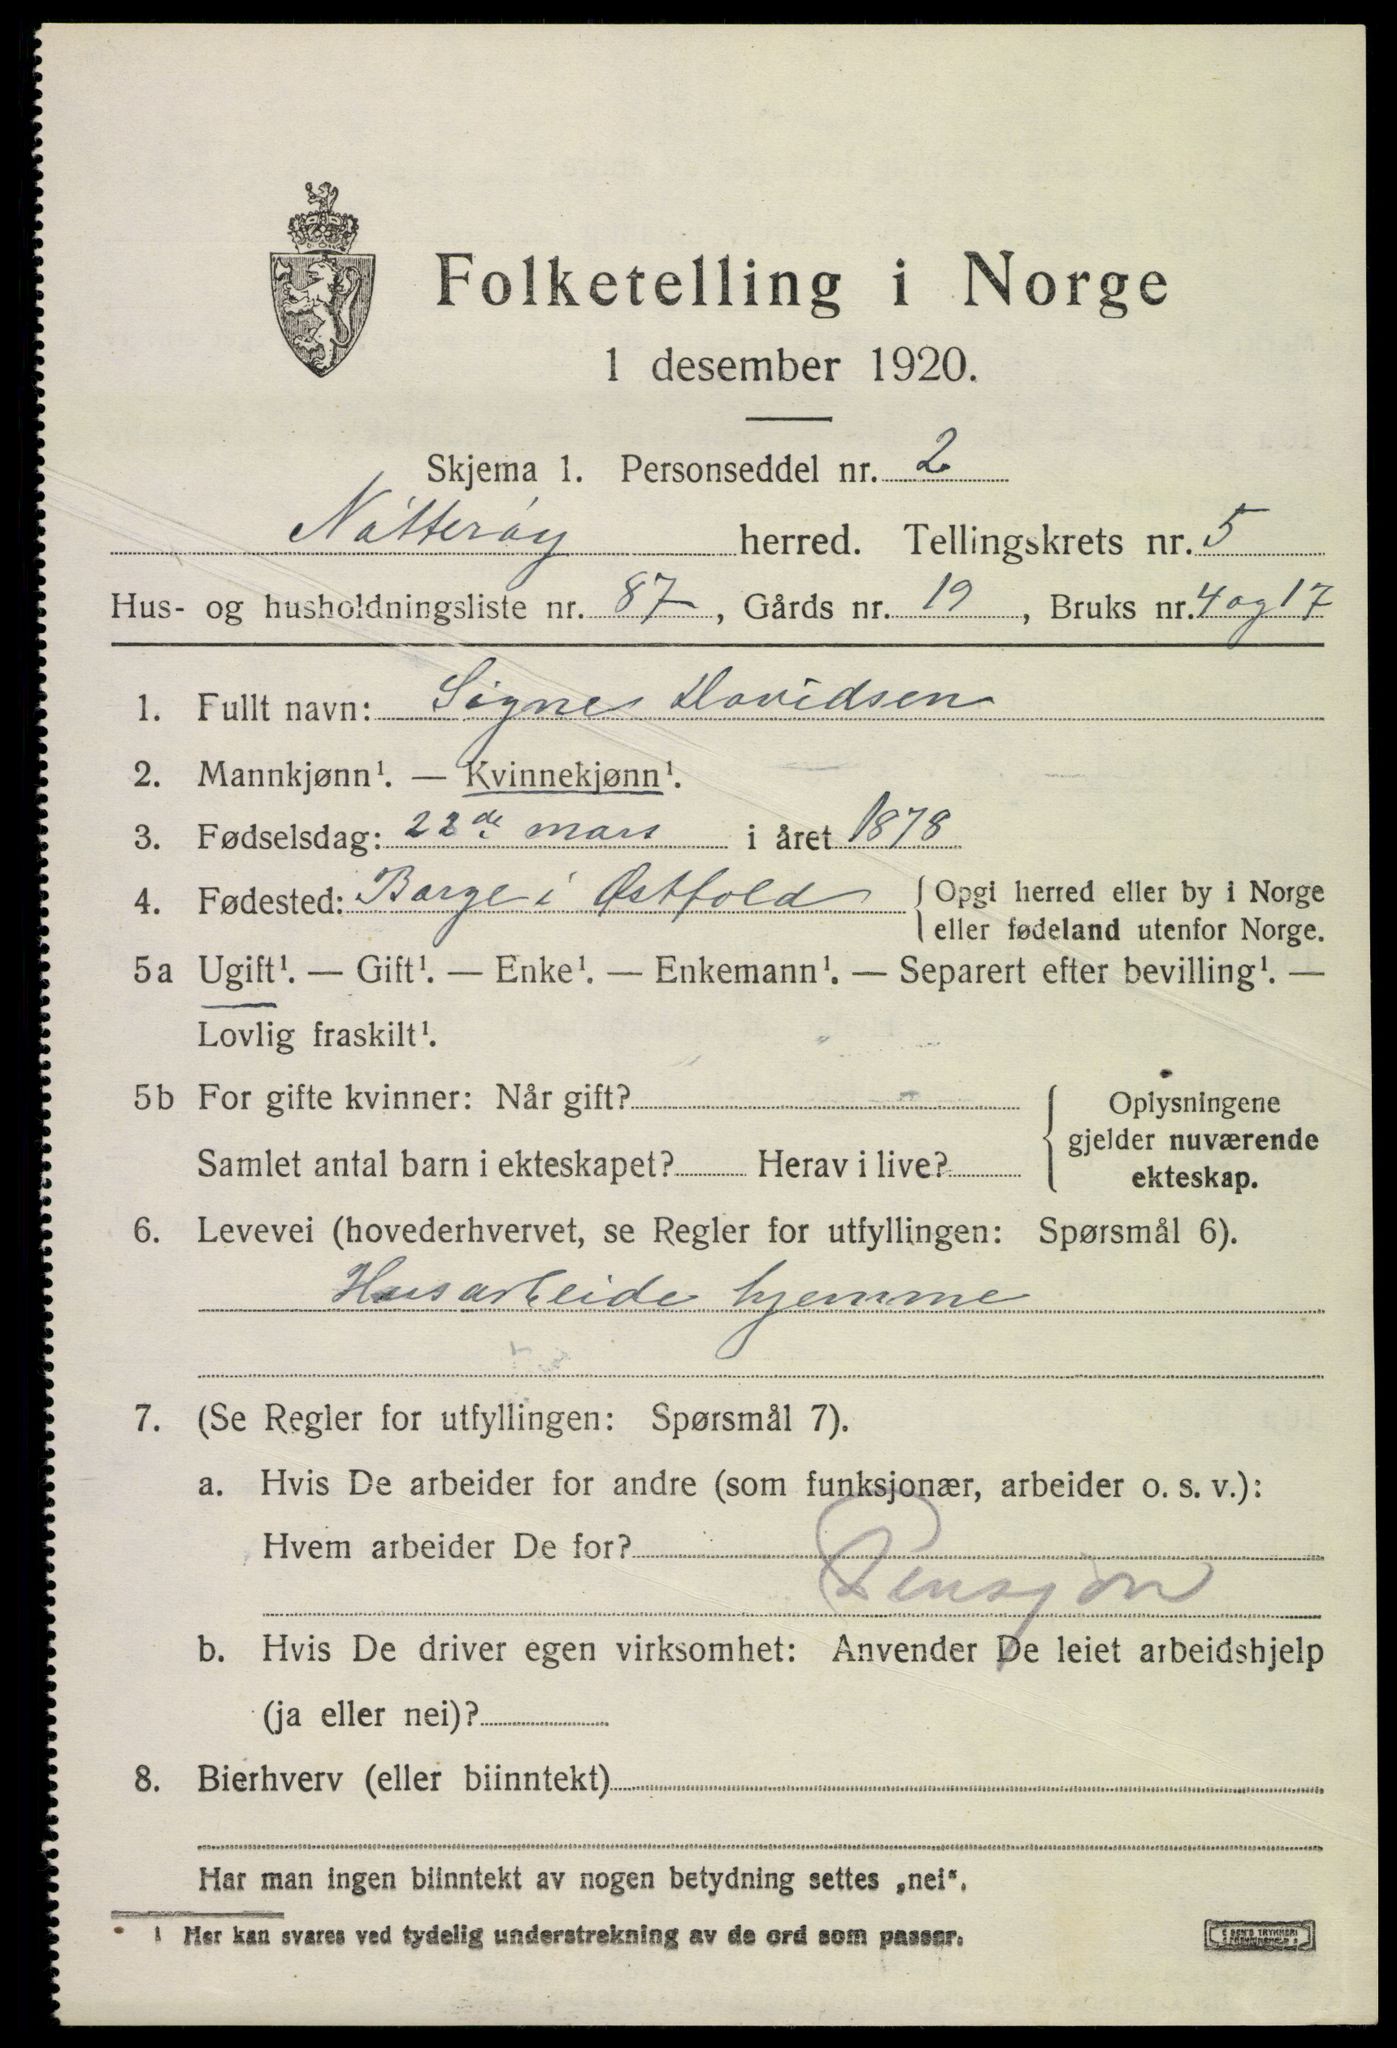 Folketelling i Norge
1 desember 1920.
Skjema 1. Personseddel nr. 2
Nøtterøy herred. Tellingskrets nr. 5
Hus- og husholdningsliste nr. 87, Gårds nr. 19, Bruks nr. 4 og 17
1. Fullt navn: Signe Davidsen
2. Mannkjønn¹. — Kvinnekjønn¹.
3. Fødselsdag: 22de mars i året 1878
4. Fødested: Borge i Østfold { Opgi herred eller by i Norge
eller fødeland utenfor Norge.
5a Ugift¹. — Gift¹. — Enke¹. — Enkemann¹. — Separert efter bevilling¹. —
Lovlig fraskilt¹.
5b For gifte kvinner: Når gift?
Samlet antal barn i ekteskapet? Herav i live?
{ Oplysningene
gjelder nuværende
ekteskap.
6. Levevei (hovederhvervet, se Regler for utfyllingen: Spørsmål 6).
Husarbeide hjemme
7. (Se Regler for utfyllingen: Spørsmål 7).
a. Hvis De arbeider for andre (som funksjonær, arbeider o. s. v.):
Hvem arbeider De for?
Pensjon
b. Hvis De driver egen virksomhet: Anvender De leiet arbeidshjelp
(ja eller nei)?
8. Bierhverv (eller biinntekt)
Har man ingen biinntekt av nogen betydning settes „nei“.
1 Her kan svares ved tydelig understrekning av de ord som passer.